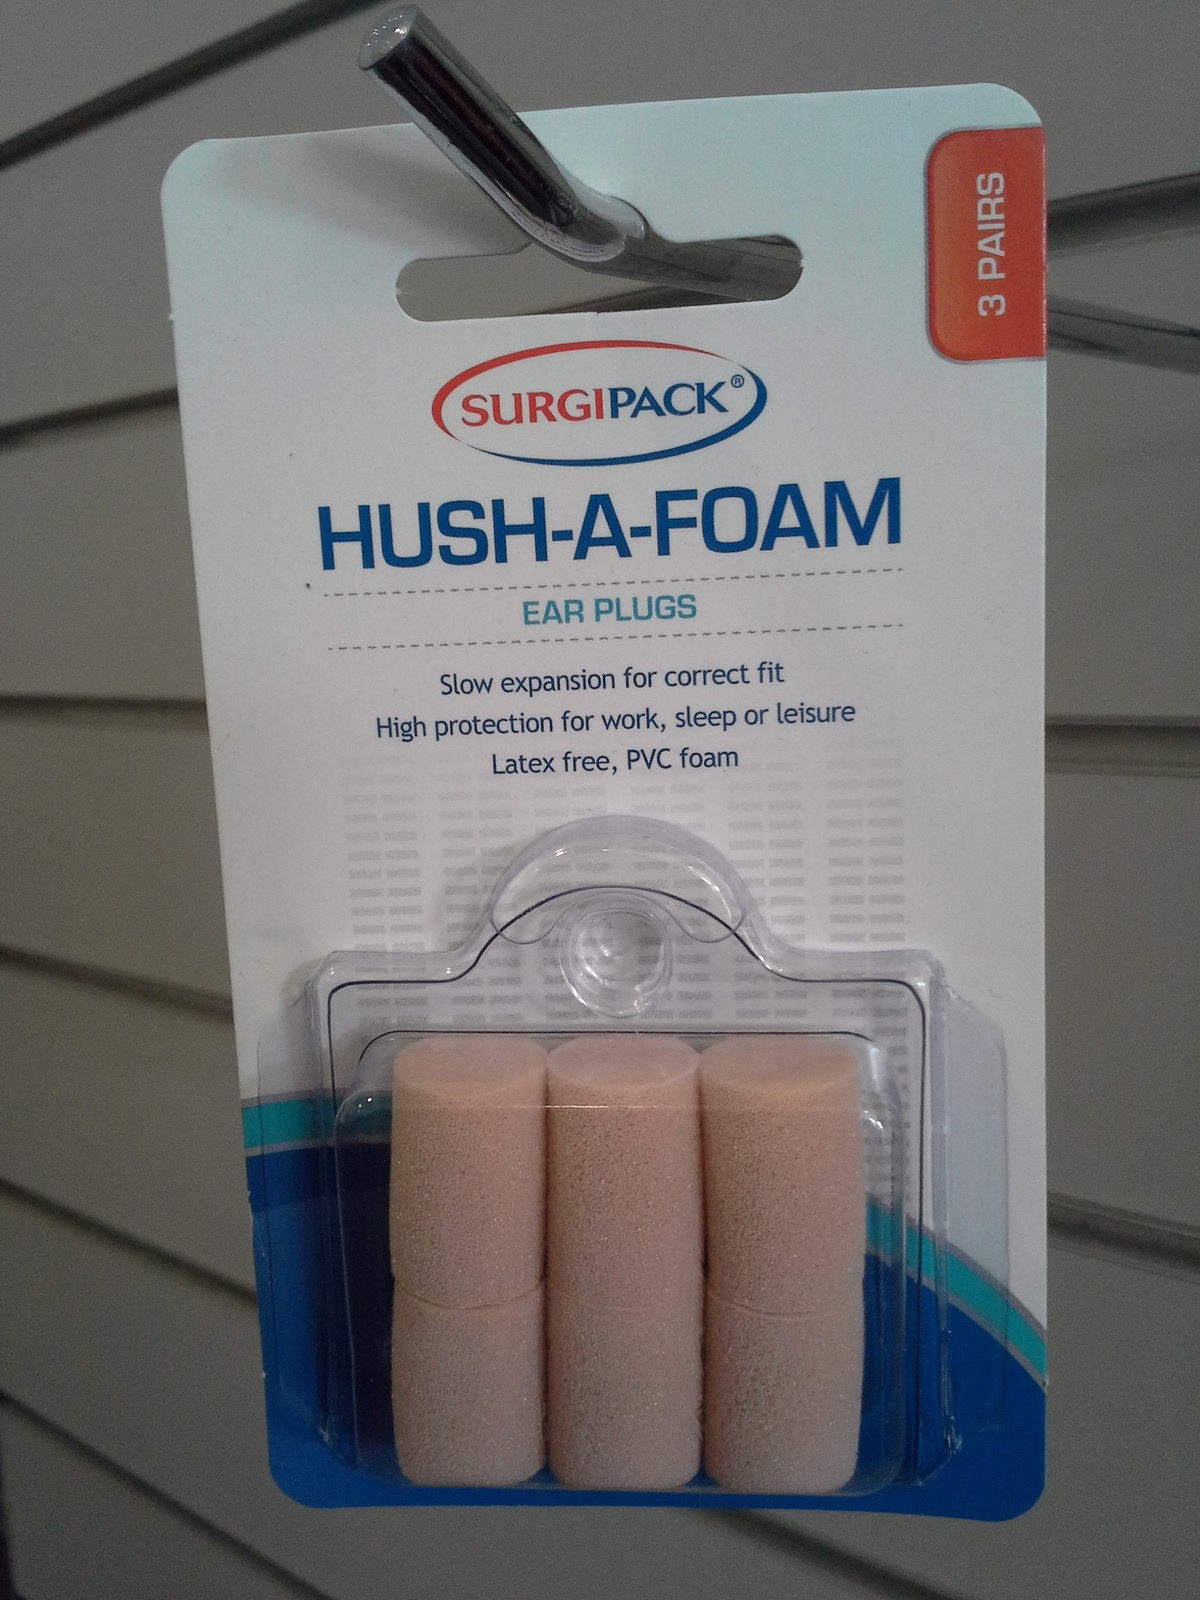 3 PAIRS
SURGIPACK®
HUSH-A-FOAM
EAR PLUGS
Slow expansion for correct fit
High protection for work, sleep or leisure
Latex free, PVC foam